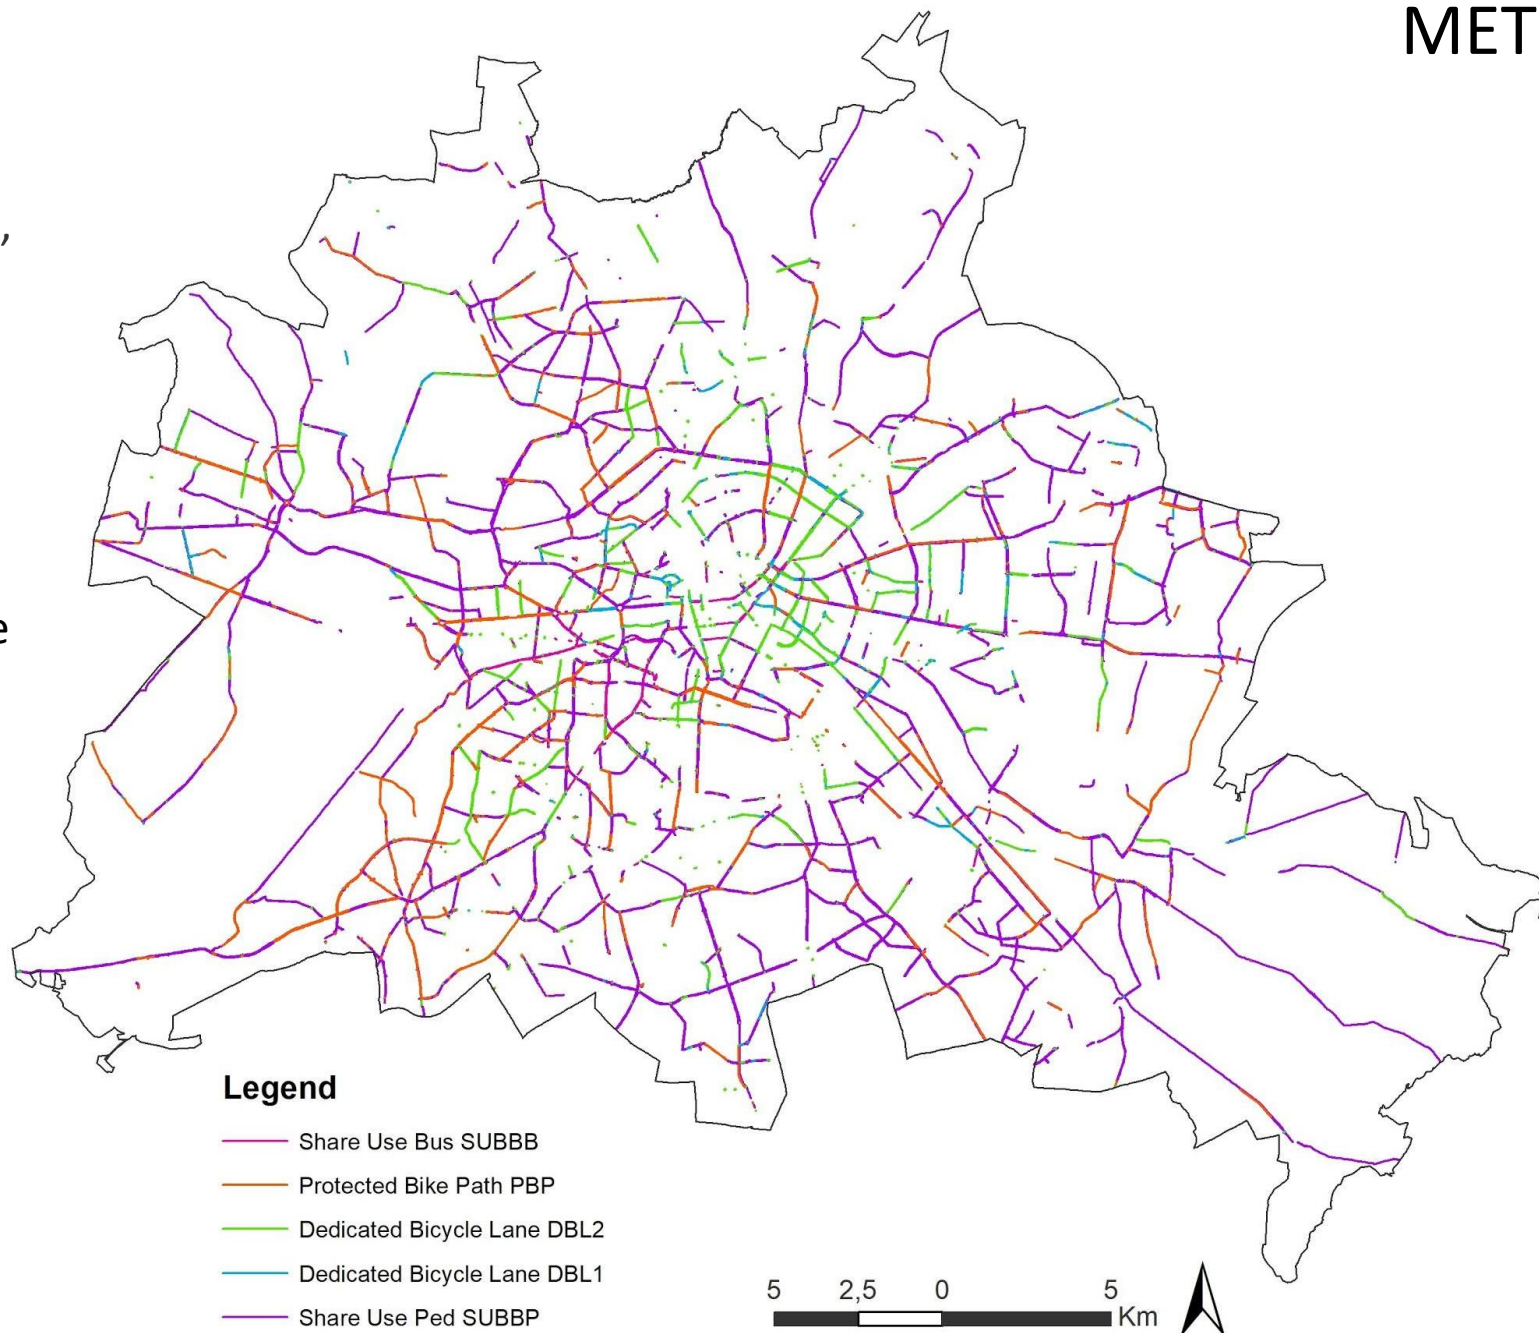 MET
,
e
Legend
Share Use Bus SUBBB
Protected Bike Path PBP
Dedicated Bicycle Lane DBL2
Dedicated Bicycle Lane DBL1
Share Use Ped SUBBP
5 2,5 0 5
Km